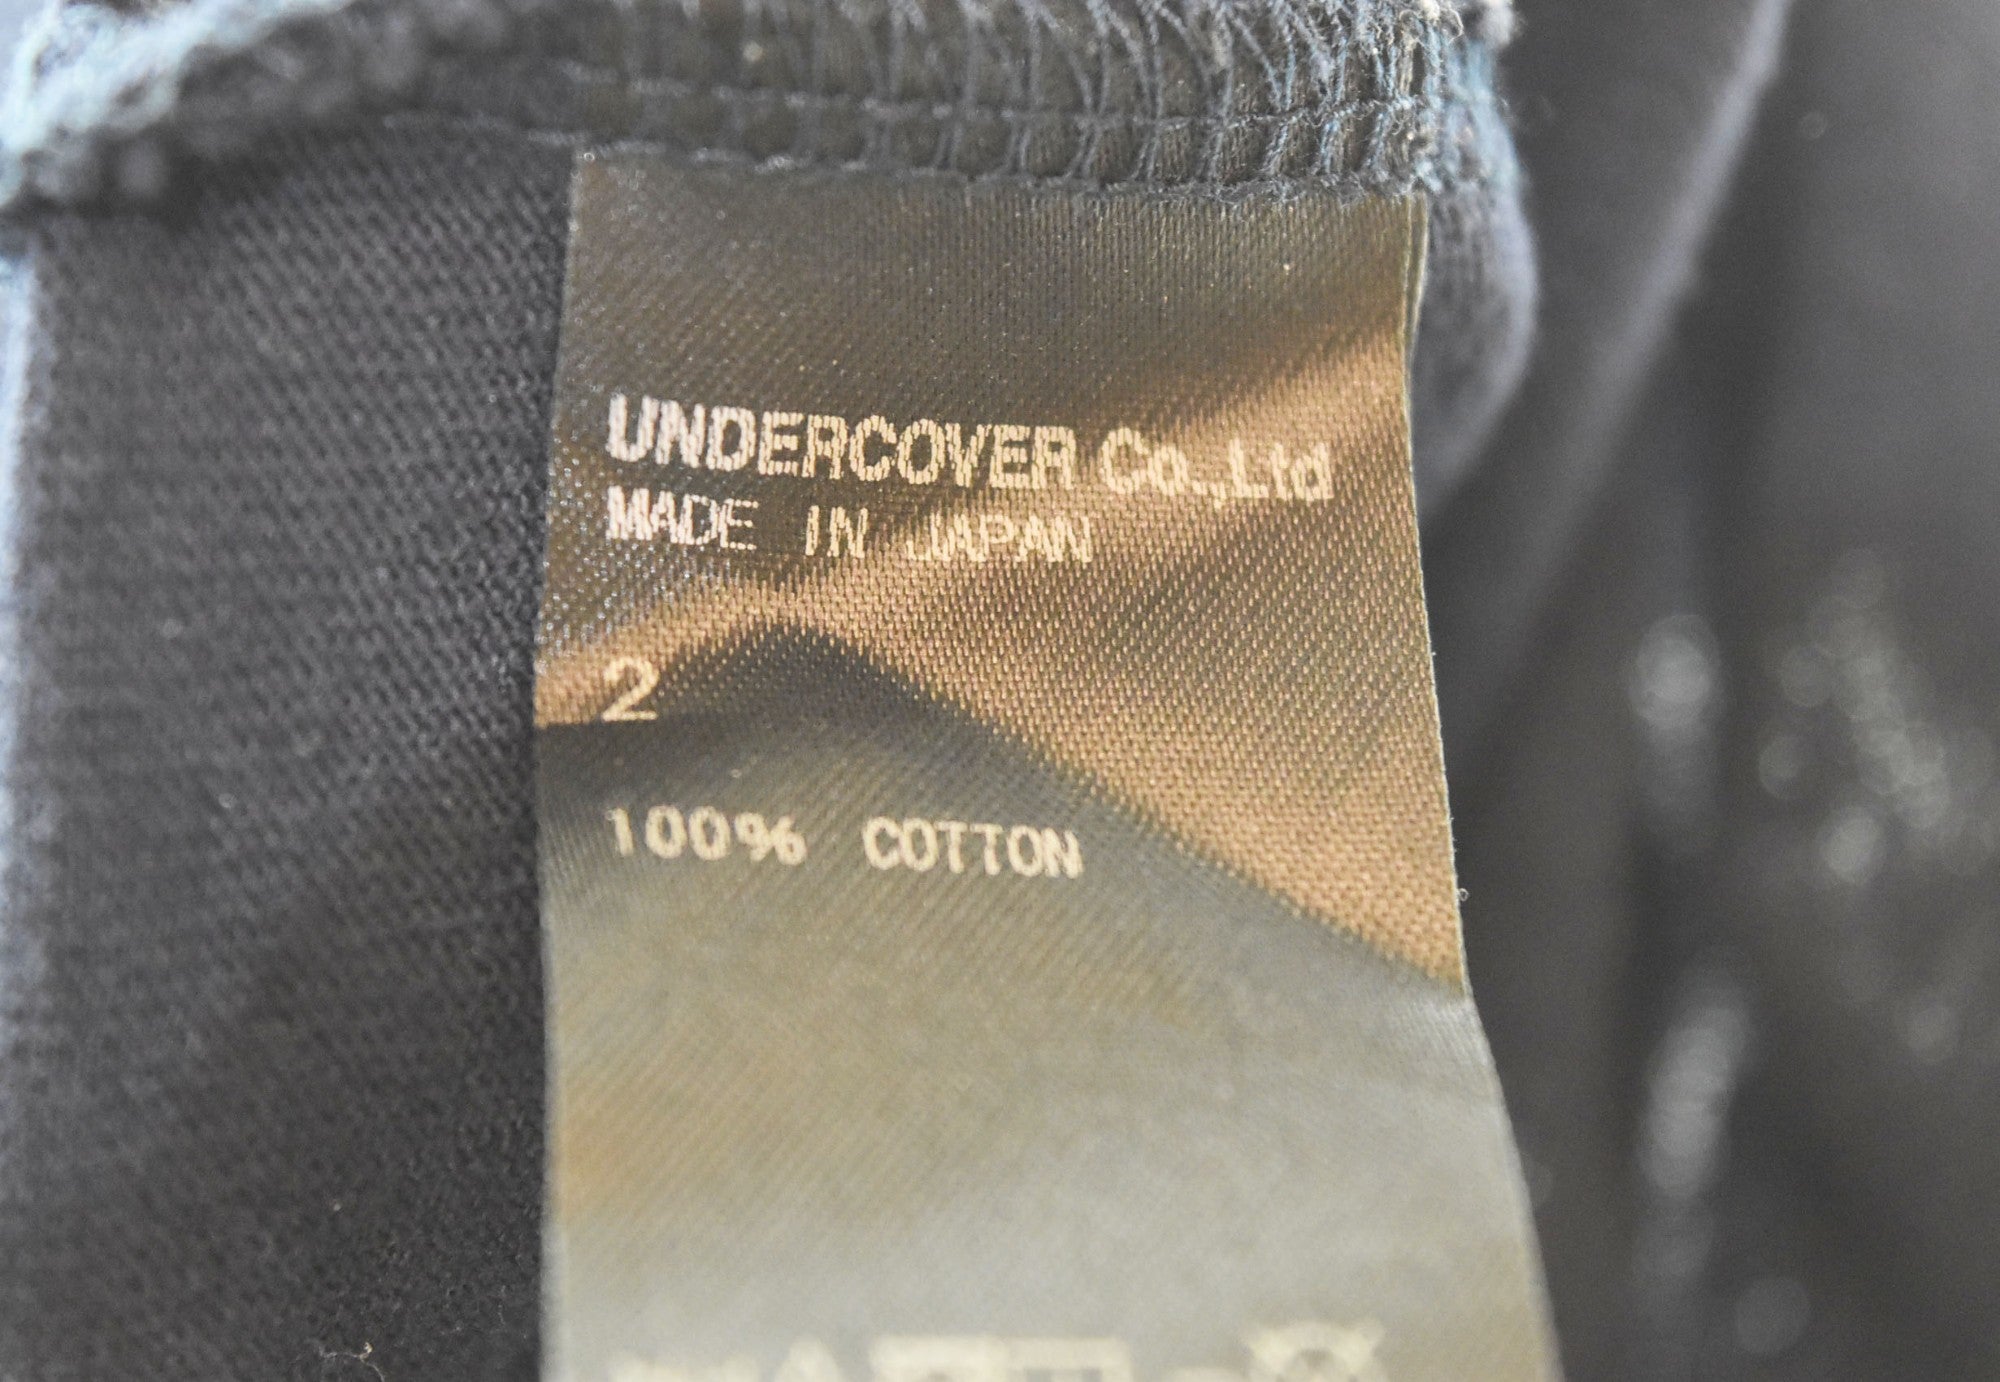 UNDERCOVER Co.,Ltd
MADE IN JAPAN
2
100% COTTON